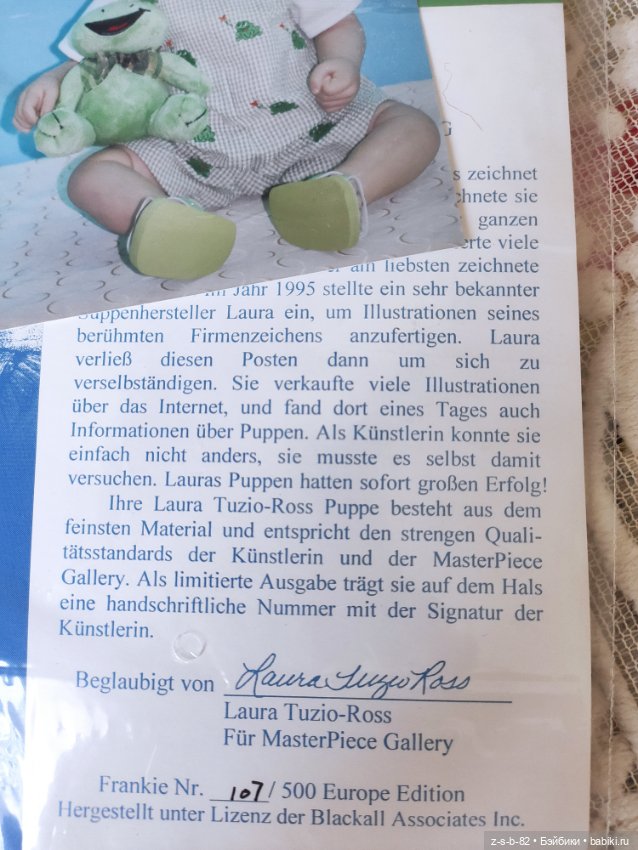 G
s zeichnet
chnete sie
ganzen
erte viele
er am liebsten zeichnete
Im Jahr 1995 stellte ein sehr bekannter
Suppenhersteller Laura ein, um Illustrationen seines
berühmten Firmenzeichens anzufertigen. Laura
verließ diesen Posten dann um sich zu
verselbständigen. Sie verkaufte viele Illustrationen
über das Internet, und fand dort eines Tages auch
Informationen über Puppen. Als Künstlerin konnte sie
einfach nicht anders, sie musste es selbst damit
versuchen. Lauras Puppen hatten sofort großen Erfolg!
Ihre Laura Tuzio-Ross Puppe besteht aus dem
feinsten Material und entspricht den strengen Quali-
tätsstandards der Künstlerin und der MasterPiece
Gallery. Als limitierte Ausgabe trägt sie auf dem Hals
eine handschriftliche Nummer mit der Signatur der
Künstlerin.
Beglaubigt von Laura Tuzio Ross
Laura Tuzio-Ross
Für MasterPiece Gallery
Frankie Nr. 107 / 500 Europe Edition
Hergestellt unter Lizenz der Blackall Associates Inc.
z-s-b-82 • Бэйбики • babiki.ru